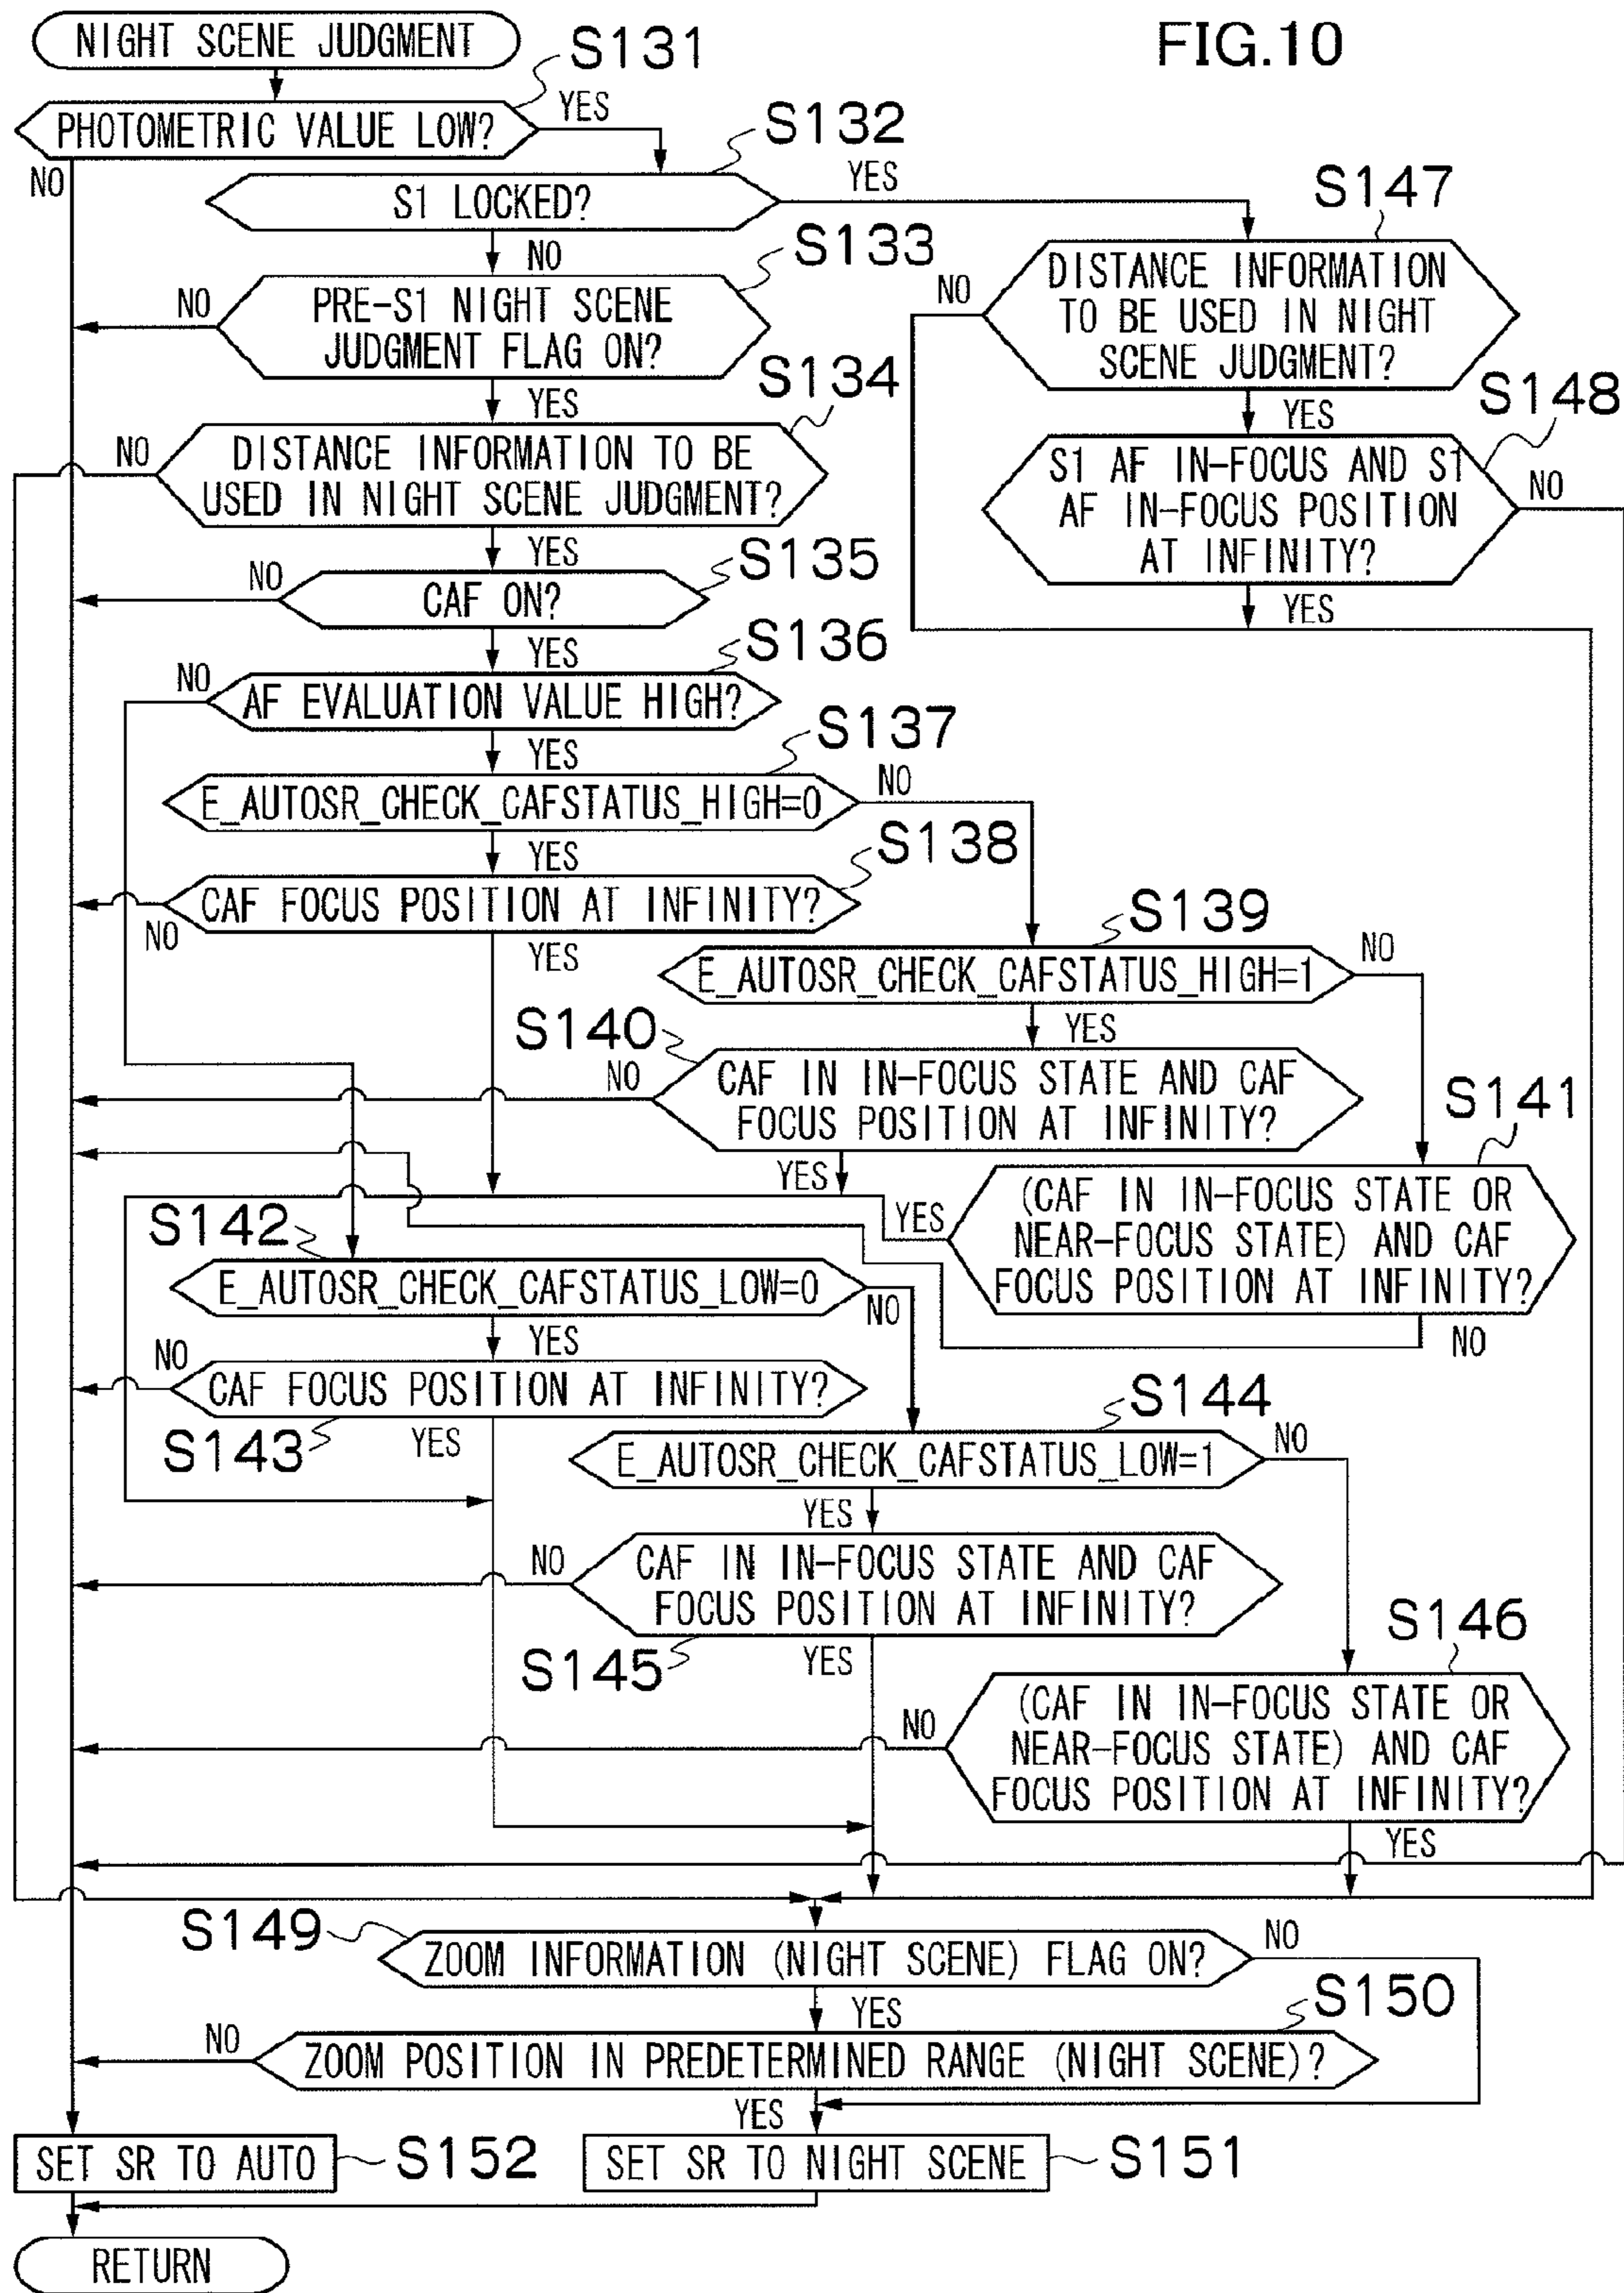 FIG.10
NIGHT SCENE JUDGMENT
S131
PHOTOMETRIC VALUE LOW?
YES
NO
S132
S1 LOCKED?
YES
NO
S133
PRE-S1 NIGHT SCENE
JUDGMENT FLAG ON?
NO
YES
S134
DISTANCE INFORMATION TO BE
USED IN NIGHT SCENE JUDGMENT?
NO
YES
S135
CAF ON?
NO
YES
S136
AF EVALUATION VALUE HIGH?
NO
YES
S137
E_AUTOSR_CHECK_CAFSTATUS_HIGH=0
NO
YES
S138
CAF FOCUS POSITION AT INFINITY?
NO
YES
S139
E_AUTOSR_CHECK_CAFSTATUS_HIGH=1
NO
YES
S140
CAF IN IN-FOCUS STATE AND CAF
FOCUS POSITION AT INFINITY?
NO
YES
S141
(CAF IN IN-FOCUS STATE OR
NEAR-FOCUS STATE) AND CAF
FOCUS POSITION AT INFINITY?
YES
NO
S142
E_AUTOSR_CHECK_CAFSTATUS_LOW=0
NO
YES
CAF FOCUS POSITION AT INFINITY?
NO
S143
YES
S144
E_AUTOSR_CHECK_CAFSTATUS_LOW=1
NO
YES
CAF IN IN-FOCUS STATE AND CAF
FOCUS POSITION AT INFINITY?
NO
S145
YES
S146
(CAF IN IN-FOCUS STATE OR
NEAR-FOCUS STATE) AND CAF
FOCUS POSITION AT INFINITY?
NO
YES
S147
DISTANCE INFORMATION
TO BE USED IN NIGHT
SCENE JUDGMENT?
NO
YES
S148
S1 AF IN-FOCUS AND S1
AF IN-FOCUS POSITION
AT INFINITY?
NO
YES
S149
ZOOM INFORMATION (NIGHT SCENE) FLAG ON?
NO
YES
S150
ZOOM POSITION IN PREDETERMINED RANGE (NIGHT SCENE)?
NO
YES
SET SR TO AUTO
S152
SET SR TO NIGHT SCENE
S151
RETURN